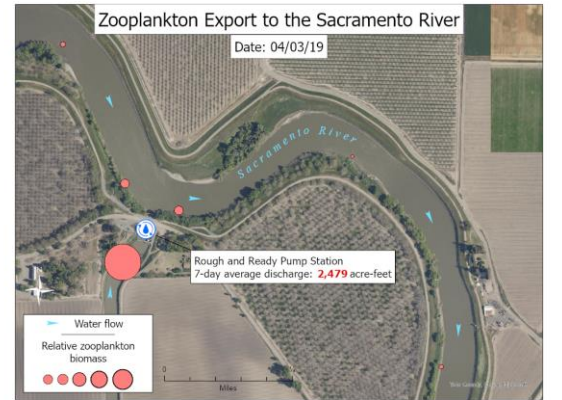 Zooplankton Export to the Sacramento River
Date: 04/03/19
Sacramento River
Rough and Ready Pump Station
7-day average discharge: 2,479 acre-feet
Water flow
Relative zooplankton
biomass
0
Miles